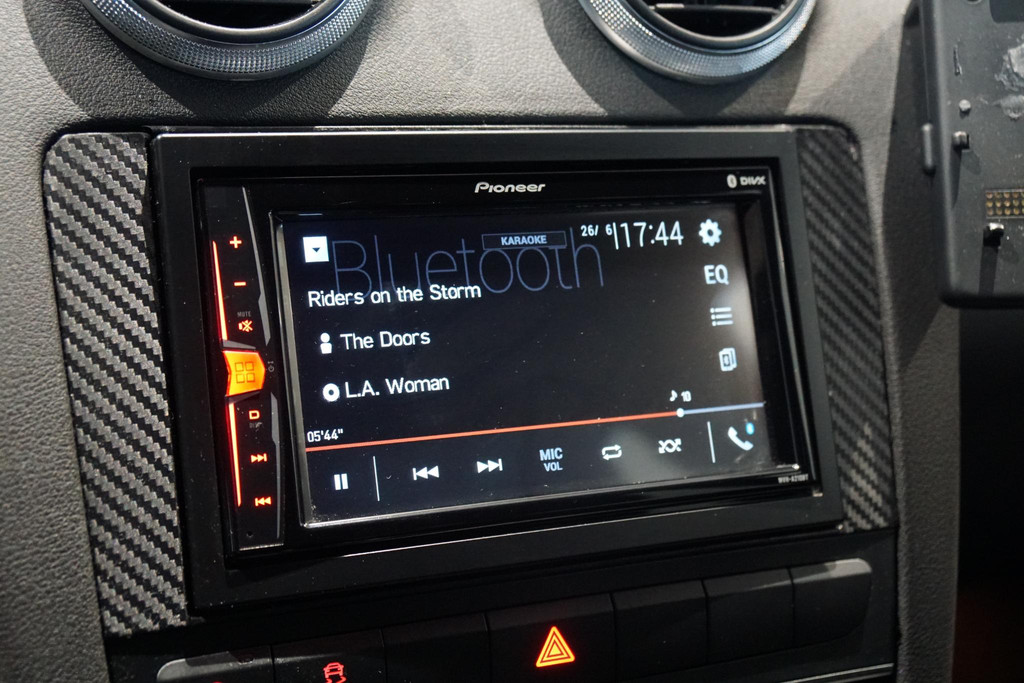 Pioneer
DIVX
KARAOKE
26/ 6
17:44
Bluetooth
EQ
Riders on the Storm
MUTE
The Doors
L.A. Woman
10
05'44"
D
DISP
MIC
VOL